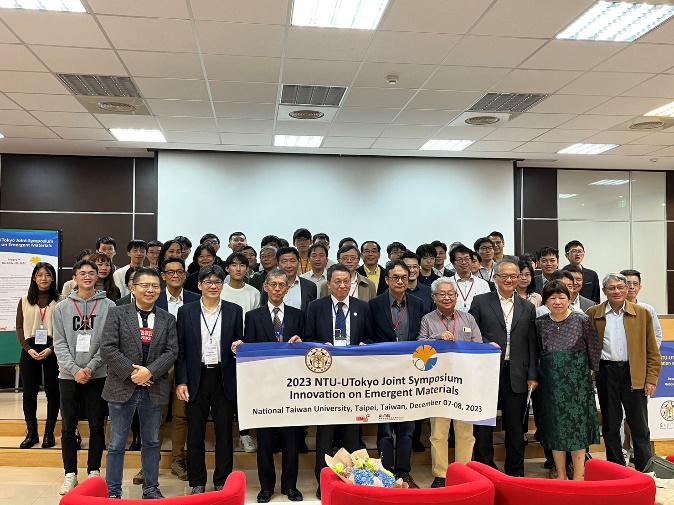 UTokyo Joint Symposium
on Emergent Materials
CAT
2023 NTU-UTokyo Joint Symposium
Innovation on Emergent Materials
National Taiwan University, Taipei, Taiwan, December 07-08, 2023